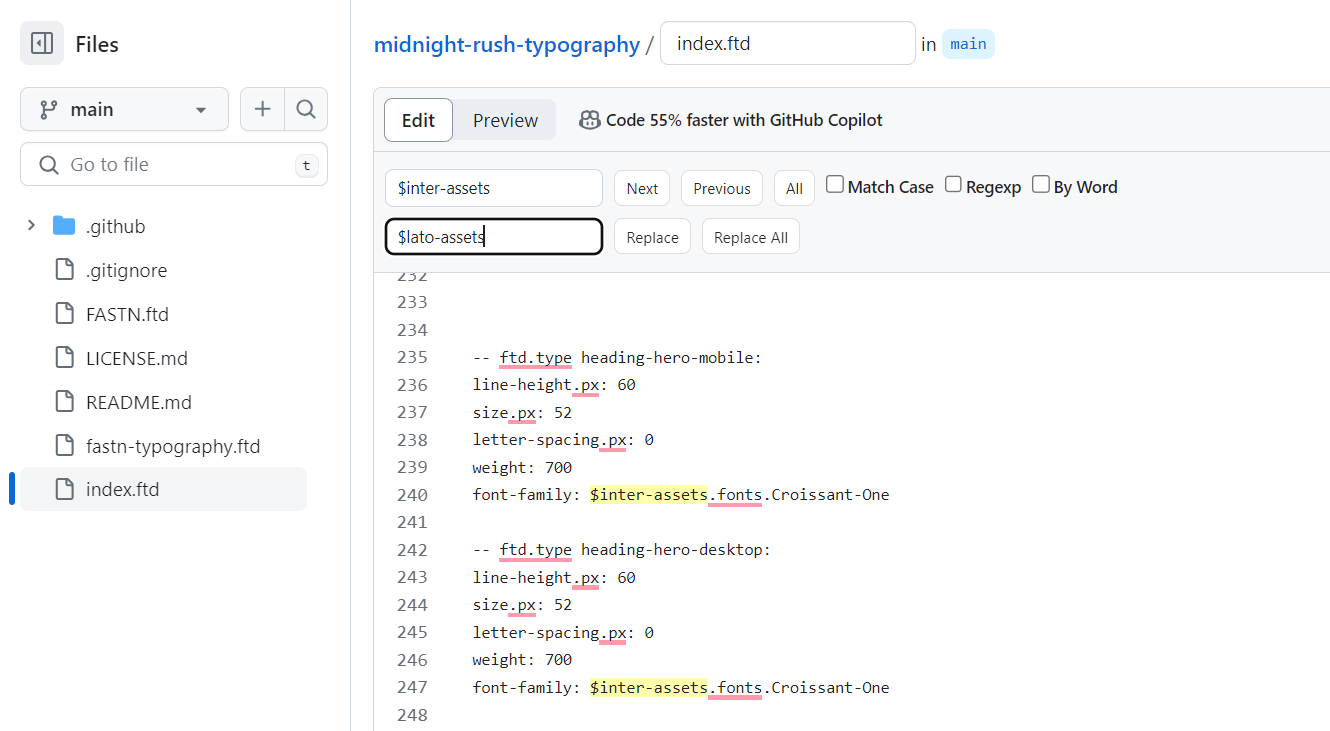 Files
midnight-rush-typography / index.ftd in main
main
Go to file t
.github
.gitignore
FASTN.ftd
LICENSE.md
README.md
fastn-typography.ftd
index.ftd
Edit Preview Code 55% faster with GitHub Copilot
$inter-assets Next Previous All Match Case Regexp By Word
$lato-assets Replace Replace All
232
233
234
235 -- ftd.type heading-hero-mobile:
236 line-height.px: 60
237 size.px: 52
238 letter-spacing.px: 0
239 weight: 700
240 font-family: $inter-assets.fonts.Croissant-One
241
242 -- ftd.type heading-hero-desktop:
243 line-height.px: 60
244 size.px: 52
245 letter-spacing.px: 0
246 weight: 700
247 font-family: $inter-assets.fonts.Croissant-One
248